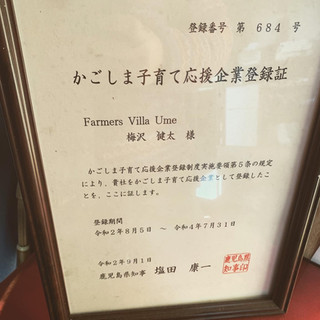 登録番号 第 684 号
かごしま子育て応援企業登録証
Farmers Villa Ume
梅沢 健太 様
かごしま子育て応援企業登録制度実施要領第5条の規定
により、貴社をかごしま子育て応援企業として登録したこ
とを、ここに証します。
登録期間
令和2年8月5日 ～ 令和4年7月31日
令和2年9月1日
鹿児島県知事 塩田 康一
鹿児島県
知事印